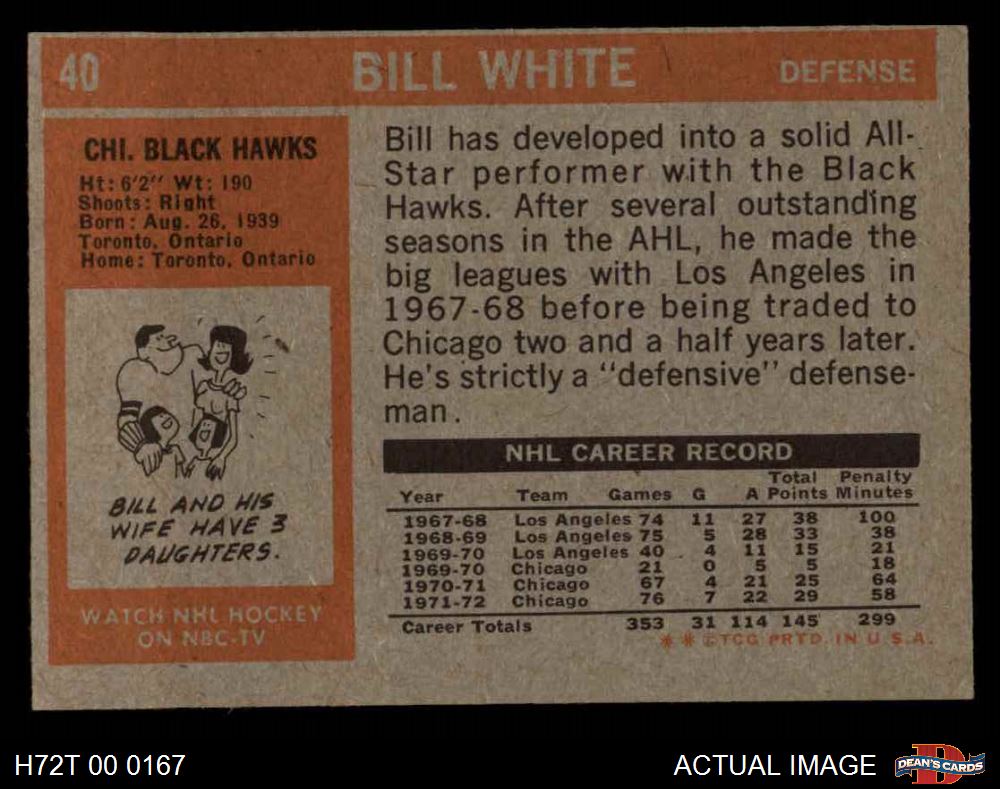 40 BILL WHITE DEFENSE
CHI. BLACK HAWKS
Ht: 6'2" Wt: 190
Shoots: Right
Born: Aug. 26, 1939
Toronto, Ontario
Home: Toronto, Ontario
BILL AND HIS
WIFE HAVE 3
DAUGHTERS.
WATCH NHL HOCKEY
ON NBC-TV
Bill has developed into a solid All-
Star performer with the Black
Hawks. After several outstanding
seasons in the AHL, he made the
big leagues with Los Angeles in
1967-68 before being traded to
Chicago two and a half years later.
He's strictly a "defensive" defense-
man.
NHL CAREER RECORD
Total Penalty
Year Team Games G A Points Minutes
1967-68 Los Angeles 74 11 27 38 100
1968-69 Los Angeles 75 5 28 33 38
1969-70 Los Angeles 40 4 11 15 21
1969-70 Chicago 21 0 5 5 18
1970-71 Chicago 67 4 21 25 64
1971-72 Chicago 76 7 22 29 58
Career Totals 353 31 114 145 299
* * © TCG PRTD. IN U.S.A.
H72T 00 0167 ACTUAL IMAGE DEAN'S CARDS